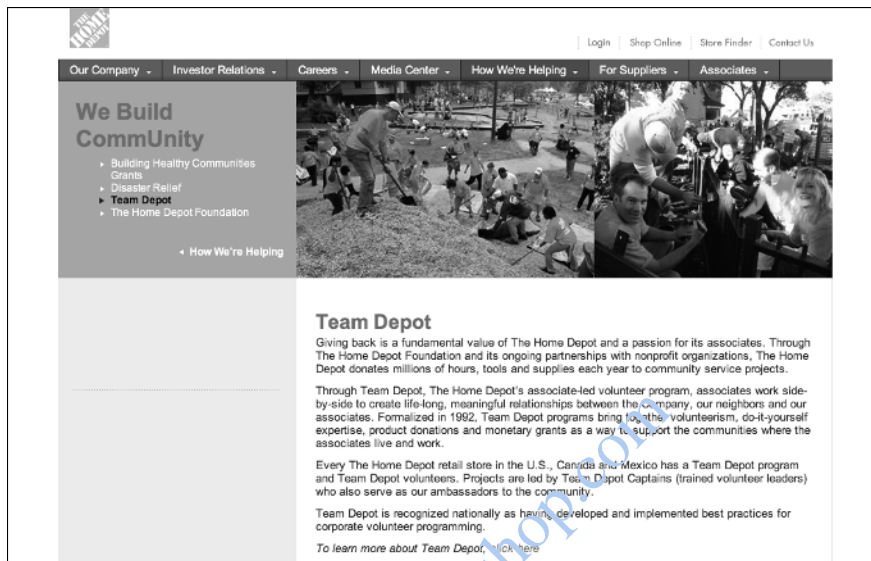 THE HOME DEPOT
Login Shop Online Store Finder Contact Us
Our Company Investor Relations Careers Media Center How We're Helping For Suppliers Associates
We Build
CommUnity
Building Healthy Communities
Grants
Disaster Relief
Team Depot
The Home Depot Foundation
How We're Helping
Team Depot
Giving back is a fundamental value of The Home Depot and a passion for its associates. Through
The Home Depot Foundation and its ongoing partnerships with nonprofit organizations, The Home
Depot donates millions of hours, tools and supplies each year to community service projects.
Through Team Depot, The Home Depot's associate-led volunteer program, associates work side-
by-side to create life-long, meaningful relationships between the company, our neighbors and our
associates. Formalized in 1992, Team Depot programs bring together volunteerism, do-it-yourself
expertise, product donations and monetary grants as a way to support the communities where the
associates live and work.
Every The Home Depot retail store in the U.S., Canada and Mexico has a Team Depot program
and Team Depot volunteers. Projects are led by Team Depot Captains (trained volunteer leaders)
who also serve as our ambassadors to the community.
Team Depot is recognized nationally as having developed and implemented best practices for
corporate volunteer programming.
To learn more about Team Depot, click here
hop.com